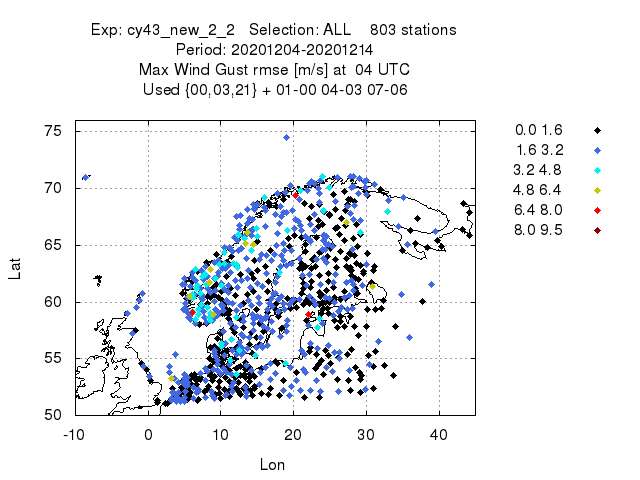 Exp: cy43_new_2_2   Selection: ALL    803 stations
Period: 20201204-20201214
Max Wind Gust rmse [m/s] at  04 UTC
Used {00,03,21} + 01-00 04-03 07-06
0.0 1.6
1.6 3.2
3.2 4.8
4.8 6.4
6.4 8.0
8.0 9.5
75
70
65
60
55
50
Lat
-10 0 10 20 30 40
Lon